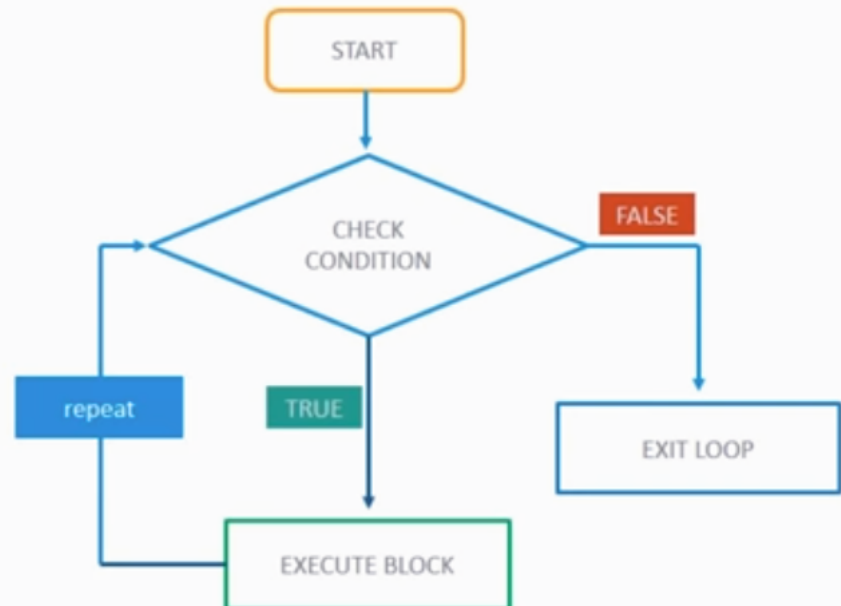 START
CHECK
CONDITION
FALSE
repeat
TRUE
EXIT LOOP
EXECUTE BLOCK